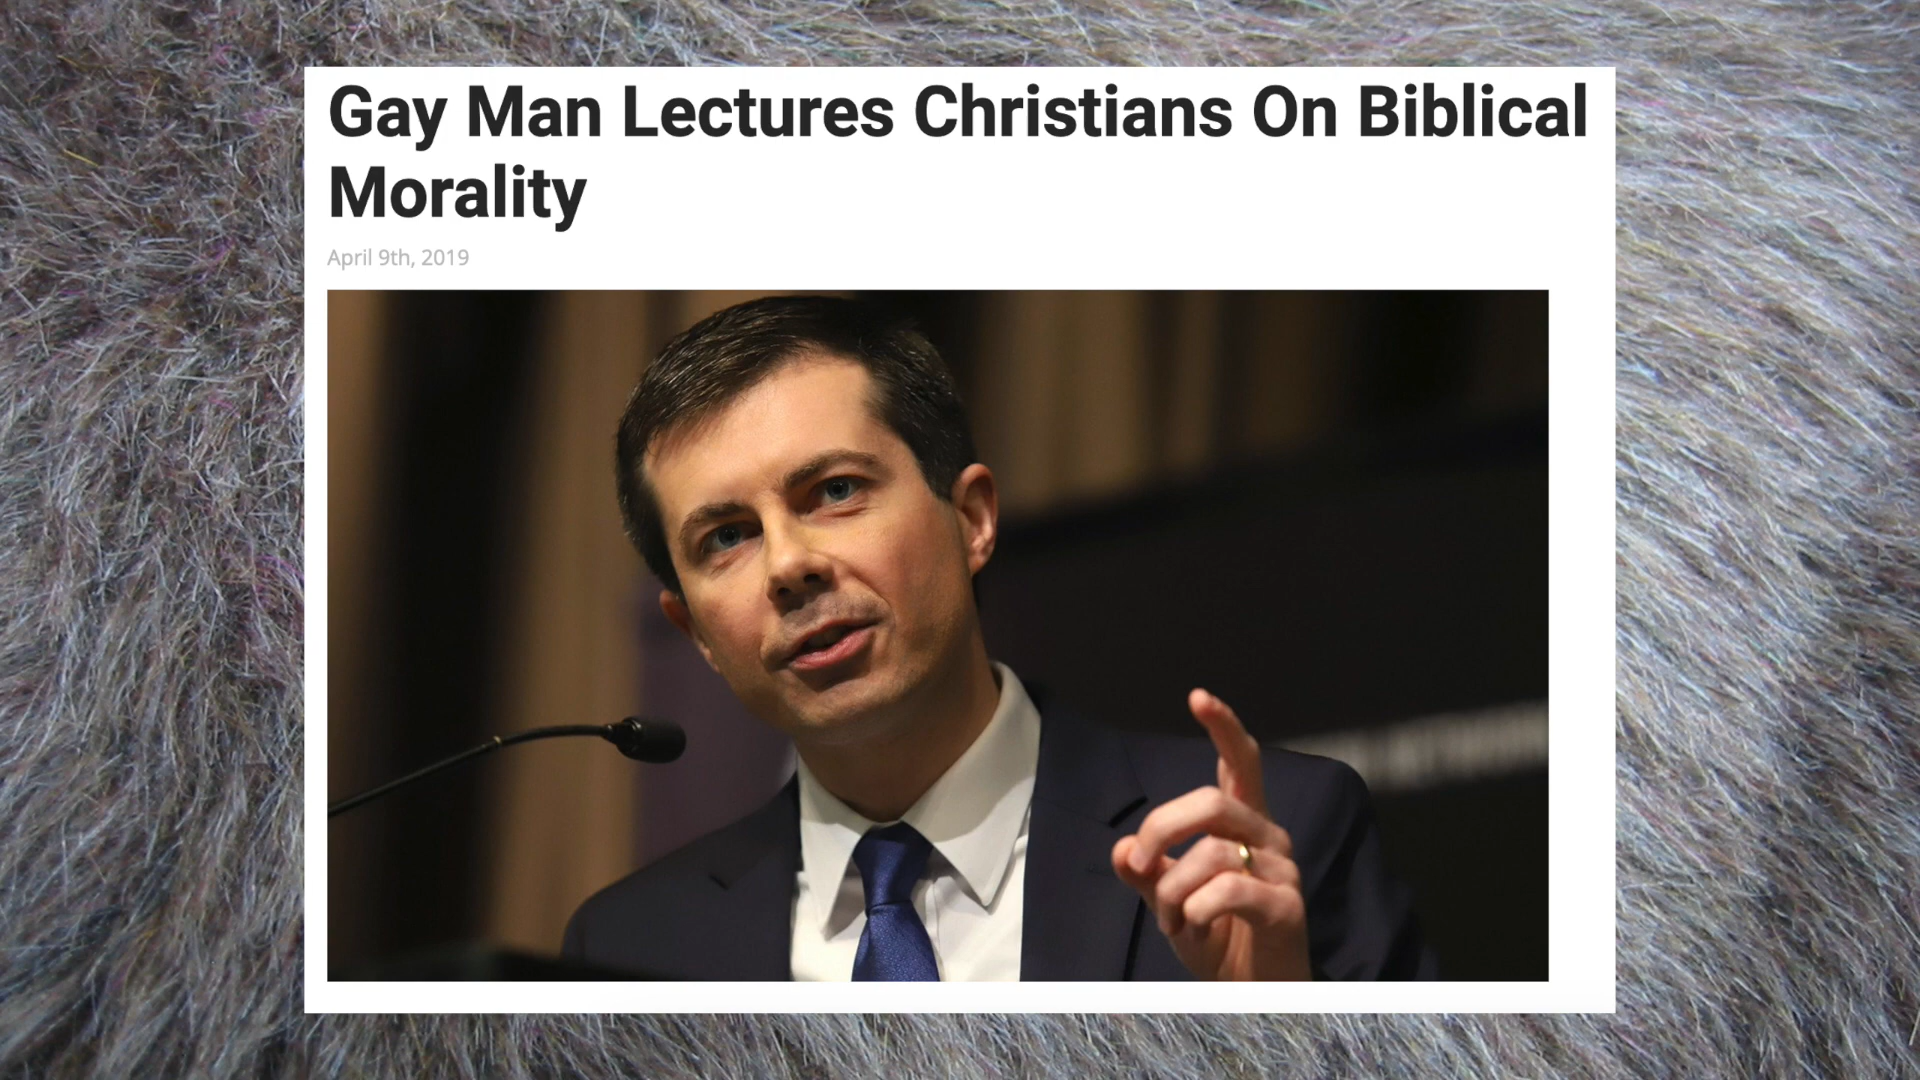 Gay Man Lectures Christians On Biblical
Morality
April 9th, 2019